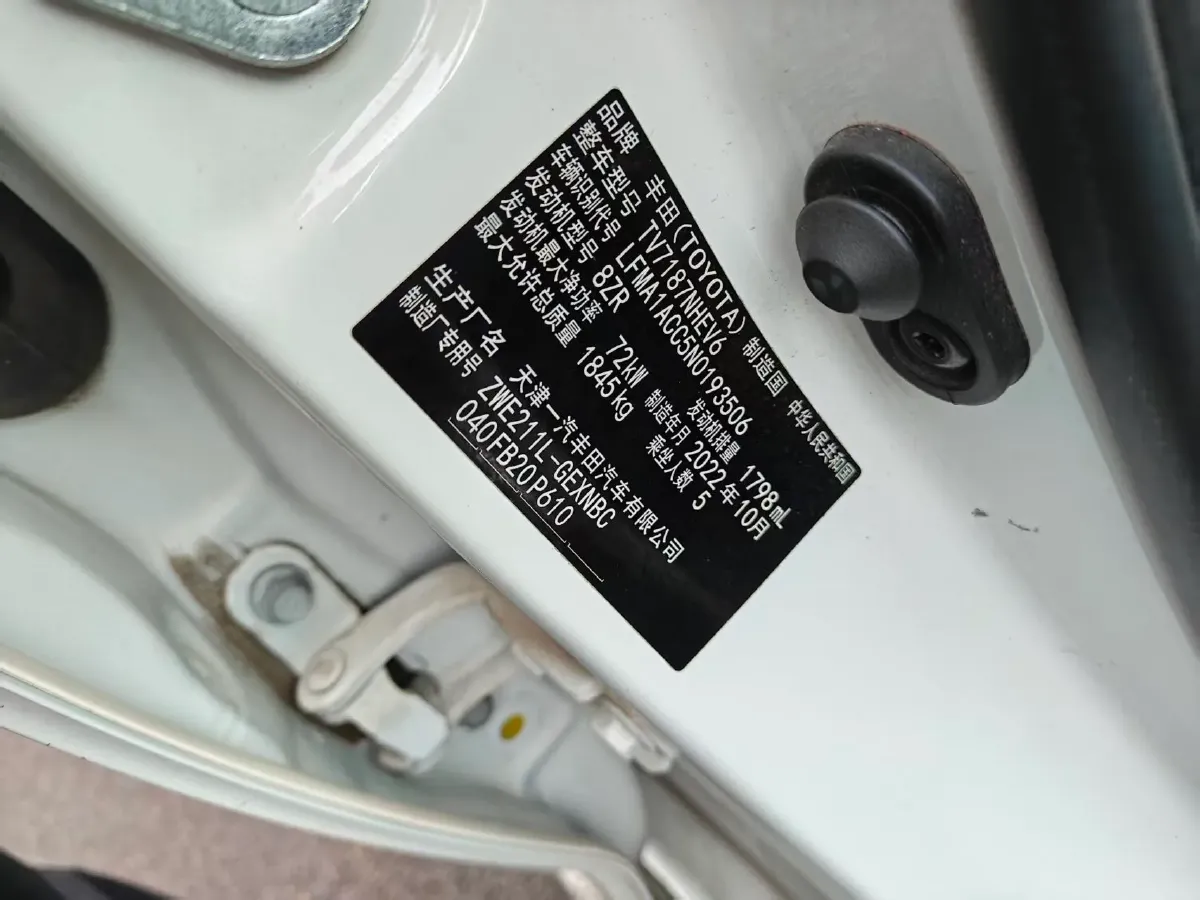 品牌 丰田(TOYOTA) 制造国 中华人民共和国
整车型号 TV7187NHEV6
车辆识别代号 LFMA1ACC5N0193506
发动机型号 8ZR 发动机排量 1798mL
发动机最大净功率 72kW 制造年月 2022年10月
最大允许总质量 1845kg 乘坐人数 5
生产厂名 天津一汽丰田汽车有限公司
制造厂专用号 ZWE211L-GEXNBC
040FB20P610